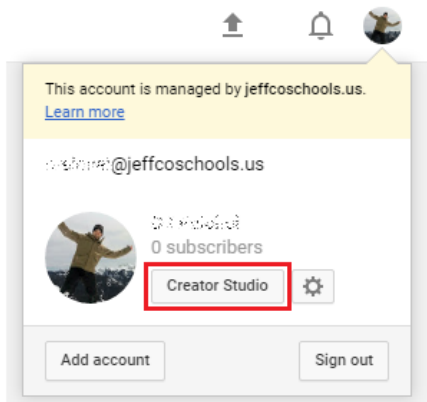 This account is managed by jeffcoschools.us.
Learn more
@jeffcoschools.us
0 subscribers
Creator Studio
Add account
Sign out